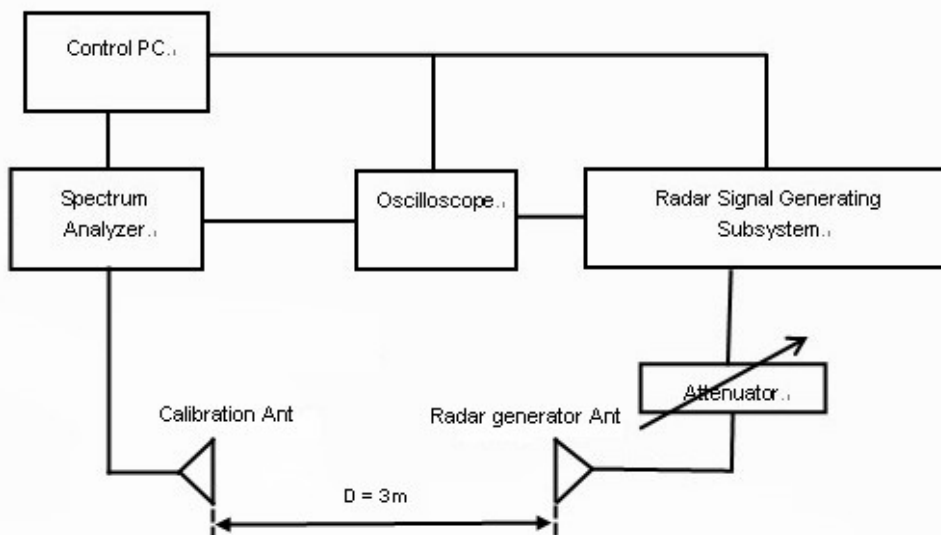 Control PC.
Spectrum
Analyzer.
Oscilloscope.
Radar Signal Generating
Subsystem.
Attenuator.
Calibration Ant
Radar generator Ant
D = 3m